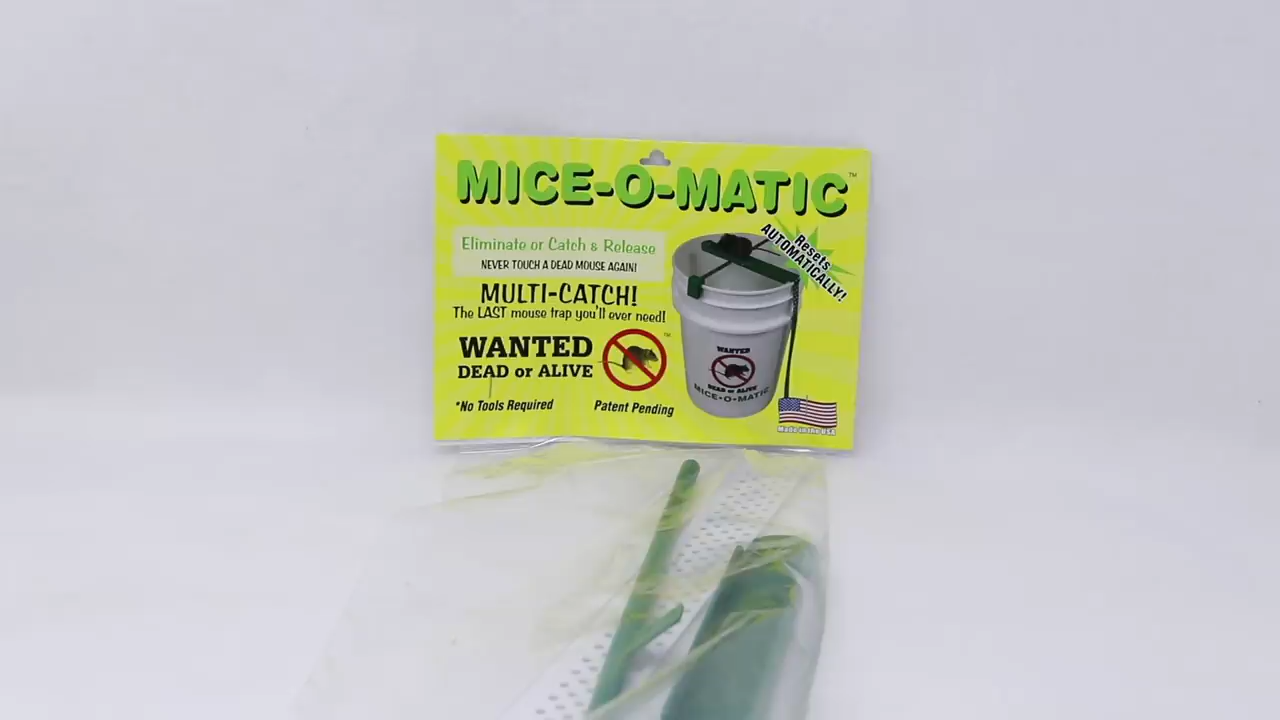 MICE-O-MATIC™
Eliminate or Catch & Release
NEVER TOUCH A DEAD MOUSE AGAIN!
Resets
AUTOMATICALLY!
MULTI-CATCH!
The LAST mouse trap you'll ever need!
WANTED
DEAD or ALIVE
TM
WANTED
DEAD or ALIVE
MICE-O-MATIC
*No Tools Required
Patent Pending
Made in the USA